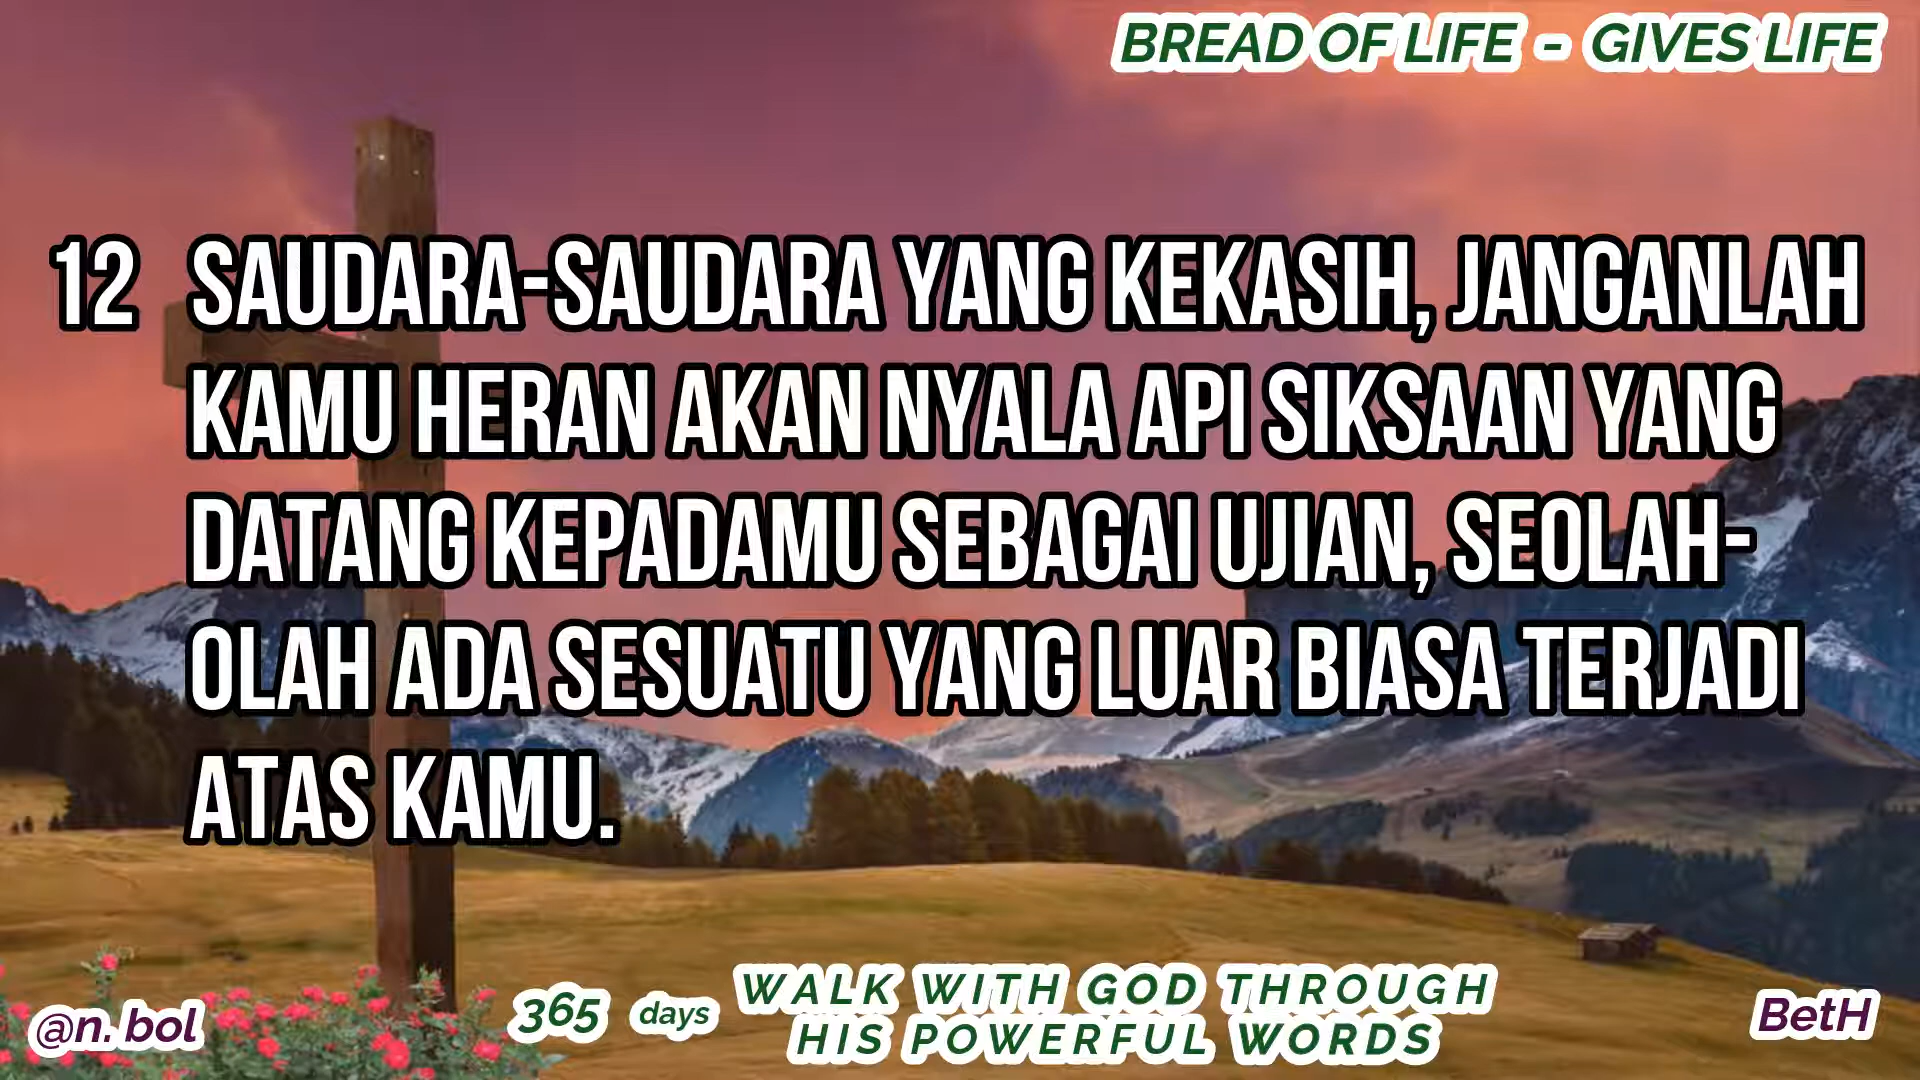 BREAD OF LIFE - GIVES LIFE
12 SAUDARA-SAUDARA YANG KEKASIH, JANGANLAH
KAMU HERAN AKAN NYALA API SIKSAAN YANG
DATANG KEPADAMU SEBAGAI UJIAN, SEOLAH-
OLAH ADA SESUATU YANG LUAR BIASA TERJADI
ATAS KAMU.
@n. bol
365 days
WALK WITH GOD THROUGH
HIS POWERFUL WORDS
BetH